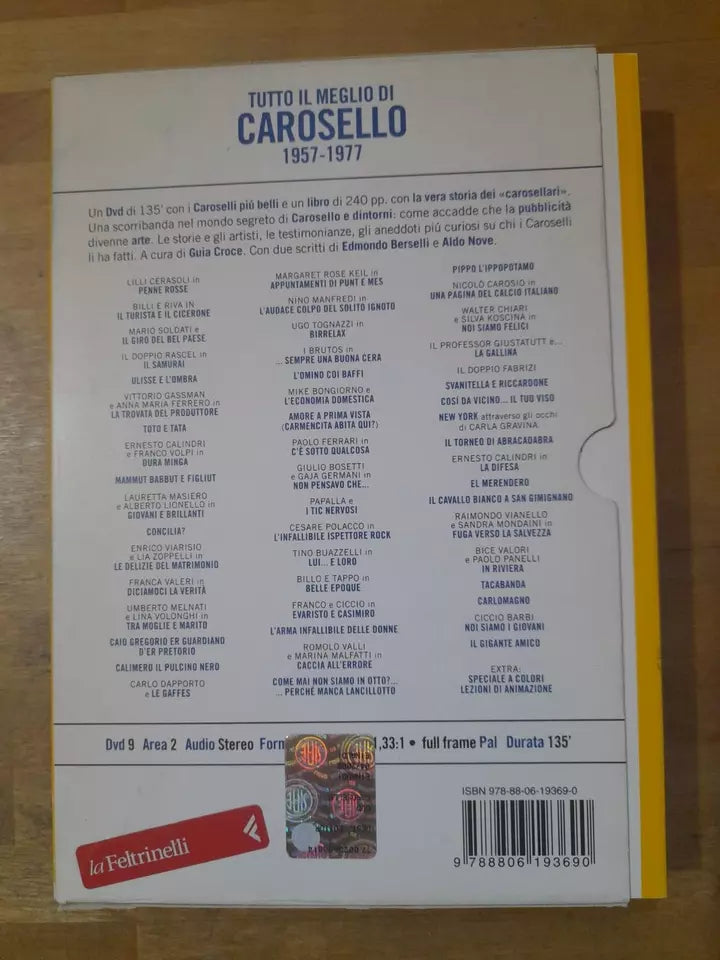 TUTTO IL MEGLIO DI
CAROSELLO
1957-1977
Un Dvd di 135' con i Caroselli più belli e un libro di 240 pp. con la vera storia dei «carosellari».
Una scorribanda nel mondo segreto di Carosello e dintorni: come accadde che la pubblicità
divenne arte. Le storie e gli artisti, le testimonianze, gli aneddoti più curiosi su chi i Caroselli
li ha fatti. A cura di Guia Croce. Con due scritti di Edmondo Berselli e Aldo Nove.
LILLI CERASOLI in
PENNE ROSSE
BILLI E RIVA IN
IL TURISTA E IL CICERONE
MARIO SOLDATI e
IL GIRO DEL BEL PAESE
IL DOPPIO RASCEL in
IL SAMURAI
ULISSE E L'OMBRA
VITTORIO GASSMAN
e ANNA MARIA FERRERO in
LA TROVATA DEL PRODUTTORE
TOTO E TATA
ERNESTO CALINDRI
e FRANCO VOLPI in
DURA MINGA
MAMMUT BABBUT E FIGLIUT
LAURETTA MASIERO
e ALBERTO LIONELLO in
GIOVANI E BRILLANTI
CONCILIA?
ENRICO VIARISIO
e LIA ZOPPELLI in
LE DELIZIE DEL MATRIMONIO
FRANCA VALERI in
DICIAMOCI LA VERITÀ
UMBERTO MELNATI
e LINA VOLONGHI in
TRA MOGLIE E MARITO
CAIO GREGORIO ER GUARDIANO
D'ER PRETORIO
CALIMERO IL PULCINO NERO
CARLO DAPPORTO
e LE GAFFES
MARGARET ROSE KEIL in
APPUNTAMENTI DI PUNT E MES
NINO MANFREDI in
L'AUDACE COLPO DEL SOLITO IGNOTO
UGO TOGNAZZI in
BIRRELAX
I BRUTOS in
... SEMPRE UNA BUONA CERA
L'OMINO COI BAFFI
MIKE BONGIORNO e
L'ECONOMIA DOMESTICA
AMORE A PRIMA VISTA
(CARMENCITA ABITA QUI?)
PAOLO FERRARI in
C'È SOTTO QUALCOSA
GIULIO BOSETTI
e GAJA GERMANI in
NON PENSAVO CHE...
PAPALLA e
I TIC NERVOSI
CESARE POLACCO in
L'INFALLIBILE ISPETTORE ROCK
TINO BUAZZELLI in
LUI... E LORO
BILLO E TAPPO in
BELLE EPOQUE
FRANCO e CICCIO in
EVARISTO E CASIMIRO
L'ARMA INFALLIBILE DELLE DONNE
ROMOLO VALLI
e MARINA MALFATTI in
CACCIA ALL'ERRORE
COME MAI NON SIAMO IN OTTO?...
... PERCHÉ MANCA LANCILLOTTO
PIPPO L'IPPOPOTAMO
NICOLÒ CAROSIO in
UNA PAGINA DEL CALCIO ITALIANO
WALTER CHIARI
e SILVA KOSCINA in
NOI SIAMO FELICI
IL PROFESSOR GIUSTATUTT e...
LA GALLINA
IL DOPPIO FABRIZI
SVANITELLA E RICCARDONE
COSÌ DA VICINO... IL TUO VISO
NEW YORK attraverso gli occhi
di CARLA GRAVINA
IL TORNEO DI ABRACADABRA
ERNESTO CALINDRI in
LA DIFESA
EL MERENDERO
IL CAVALLO BIANCO A SAN GIMIGNANO
RAIMONDO VIANELLO
e SANDRA MONDAINI in
FUGA VERSO LA SALVEZZA
BICE VALORI
e PAOLO PANELLI
IN RIVIERA
TACABANDA
CARLOMAGNO
CICCIO BARBI
NOI SIAMO I GIOVANI
IL GIGANTE AMICO
EXTRA:
SPECIALE A COLORI
LEZIONI DI ANIMAZIONE
Dvd 9 Area 2 Audio Stereo Form 1,33:1 • full frame Pal Durata 135'
ISBN 978-88-06-19369-0
9 788806 193690
la Feltrinelli